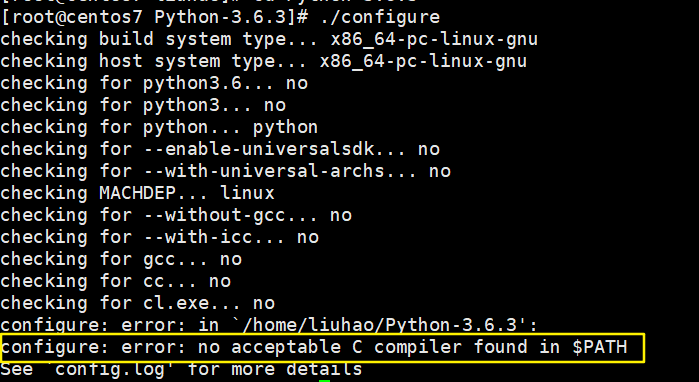 [root@centos7 Python-3.6.3]# ./configure
checking build system type... x86_64-pc-linux-gnu
checking host system type... x86_64-pc-linux-gnu
checking for python3.6... no
checking for python3... no
checking for python... python
checking for --enable-universalsdk... no
checking for --with-universal-archs... no
checking MACHDEP... linux
checking for --without-gcc... no
checking for --with-icc... no
checking for gcc... no
checking for cc... no
checking for cl.exe... no
configure: error: in `/home/liuhao/Python-3.6.3':
configure: error: no acceptable C compiler found in $PATH
See `config.log' for more details